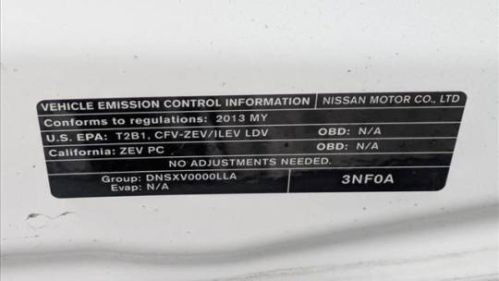 VEHICLE EMISSION CONTROL INFORMATION NISSAN MOTOR CO., LTD
Conforms to regulations: 2013 MY
U.S. EPA: T2B1, CFV-ZEV/ILEV LDV OBD: N/A
California: ZEV PC OBD: N/A
NO ADJUSTMENTS NEEDED.
Group: DNSXV0000LLA 3NF0A
Evap: N/A